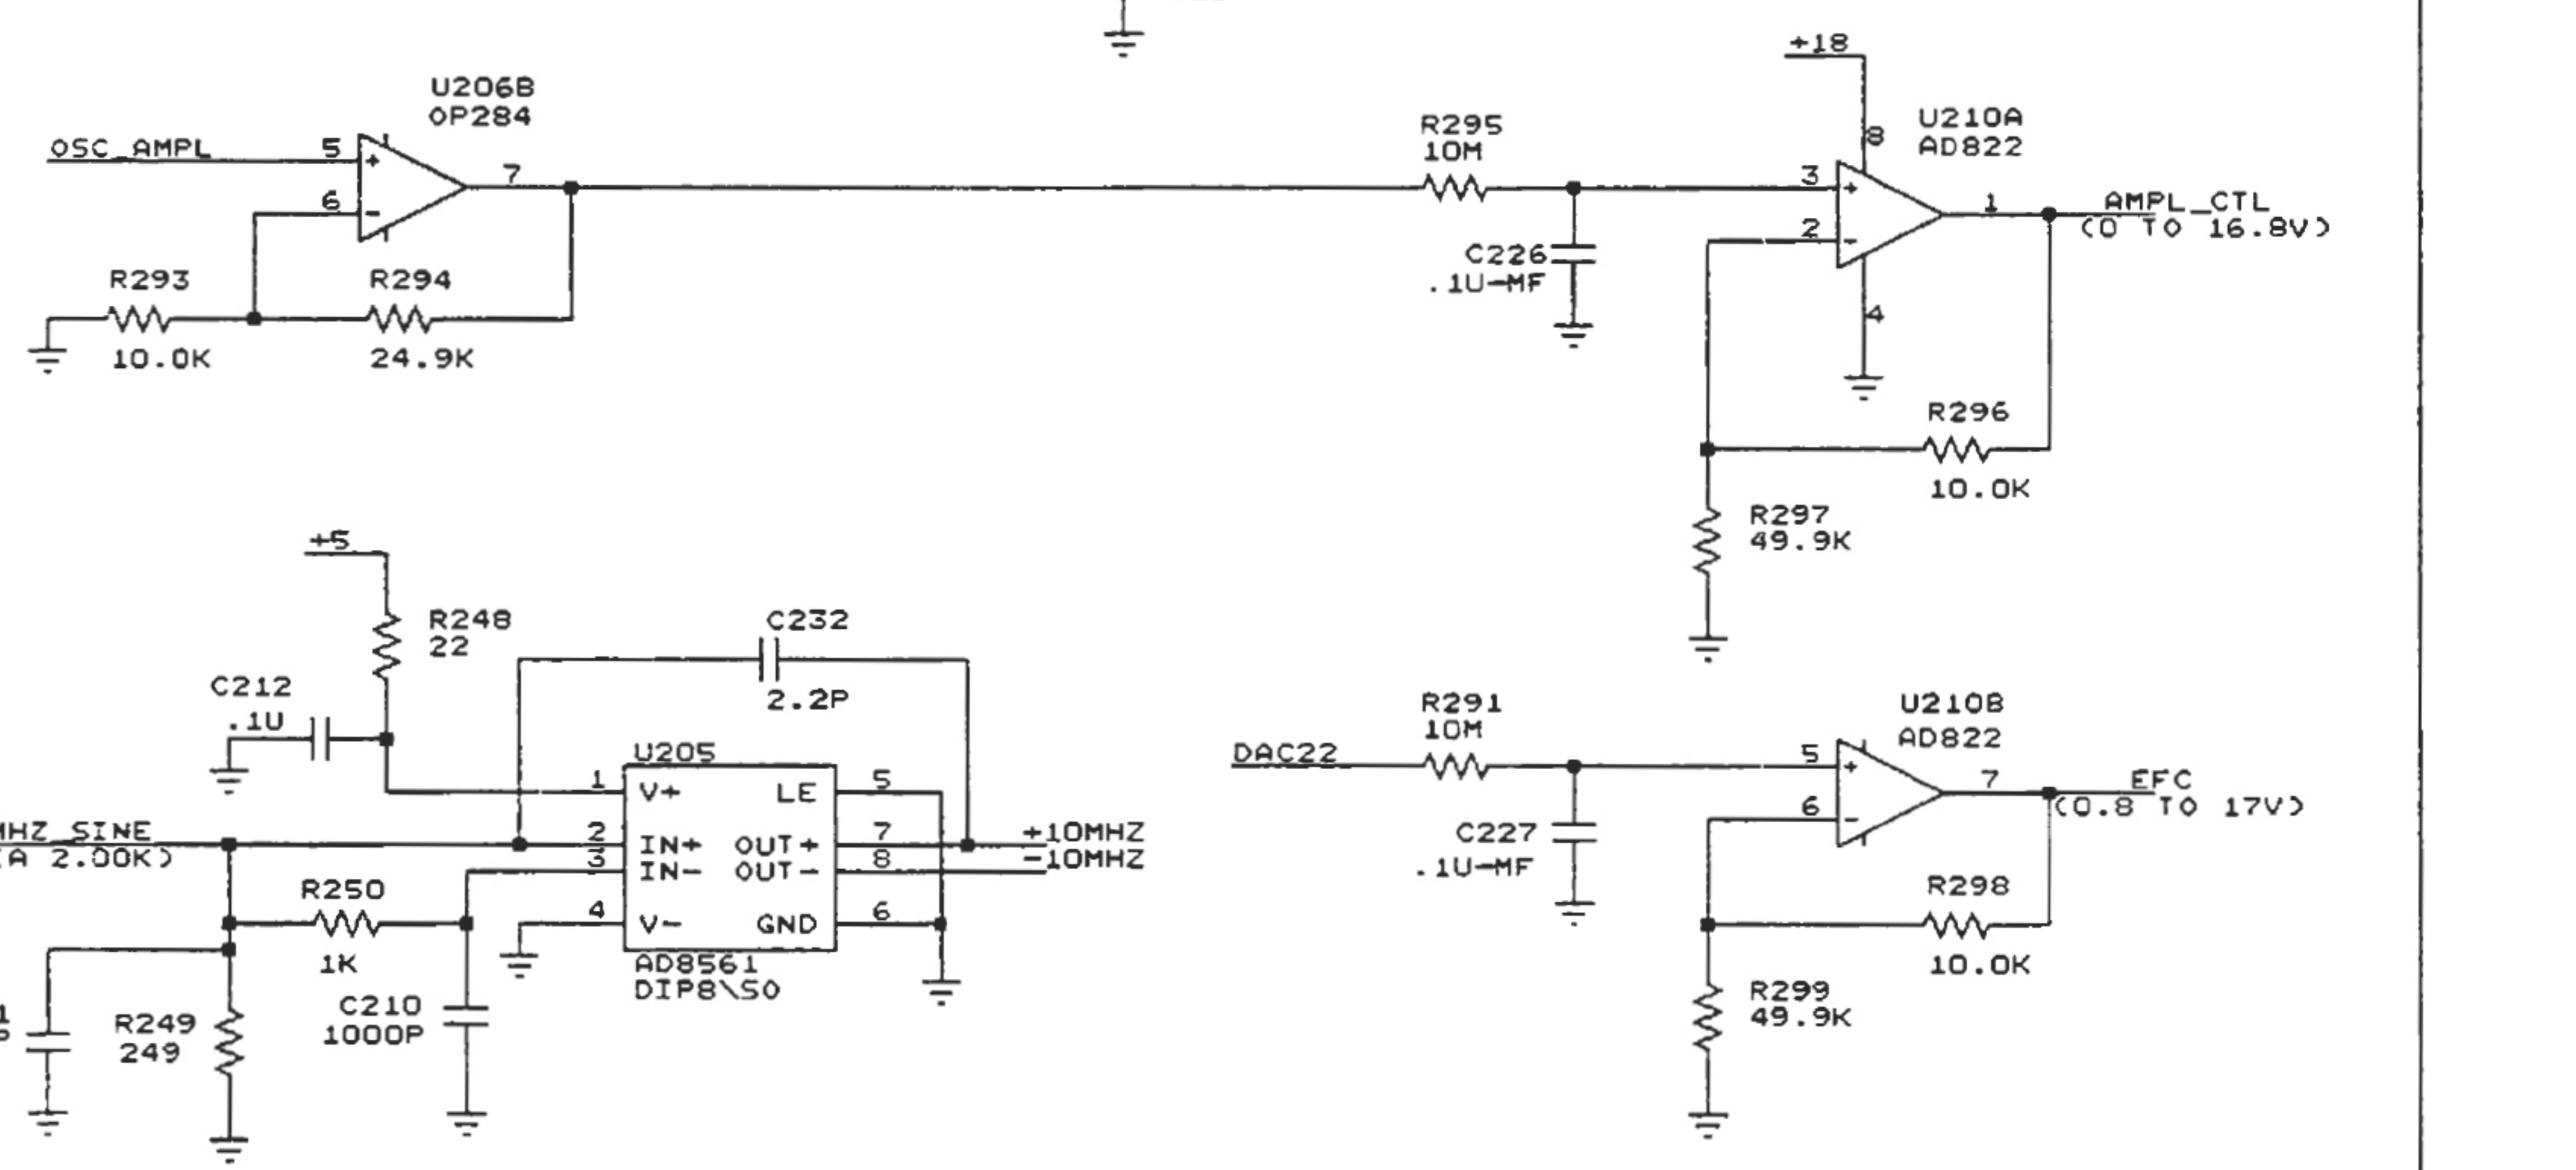 +18
U206B
OP284
OSC_AMPL
5
+
6
-
7
R293
10.0K
R294
24.9K
R295
10M
C226
.1U-MF
U210A
AD822
8
3
+
2
-
1
4
AMPL_CTL
(0 TO 16.8V)
R296
10.0K
R297
49.9K
+5
R248
22
C212
.1U
C232
2.2P
U205
1
V+
LE
5
MHZ_SINE
2
IN+
OUT+
7
+10MHZ
(A 2.00K)
3
IN-
OUT-
8
-10MHZ
4
V-
GND
6
AD8561
DIP8\SO
R250
1K
C210
1000P
R249
249
DAC22
R291
10M
C227
.1U-MF
U210B
AD822
5
+
6
-
7
EFC
(0.8 TO 17V)
R298
10.0K
R299
49.9K